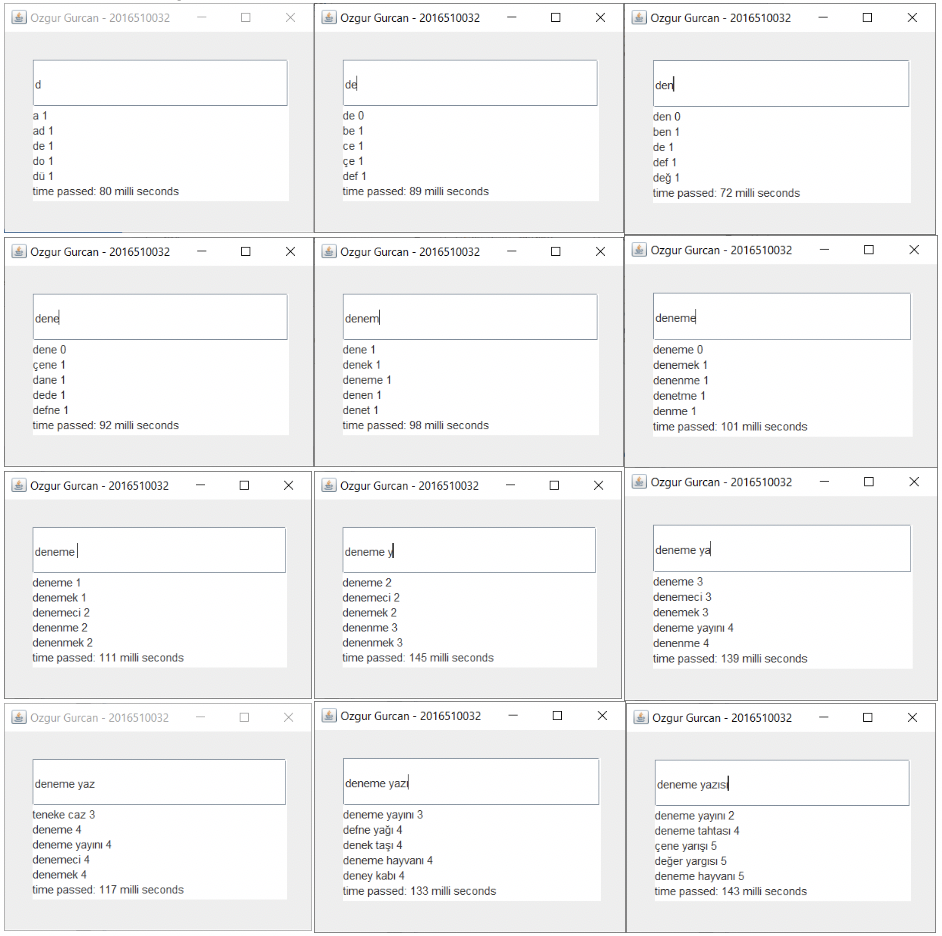 Ozgur Gurcan - 2016510032
d
a 1
ad 1
de 1
do 1
dü 1
time passed: 80 milli seconds
Ozgur Gurcan - 2016510032
de
de 0
be 1
ce 1
çe 1
def 1
time passed: 89 milli seconds
Ozgur Gurcan - 2016510032
den
den 0
ben 1
de 1
def 1
değ 1
time passed: 72 milli seconds
Ozgur Gurcan - 2016510032
dene
dene 0
çene 1
dane 1
dede 1
defne 1
time passed: 92 milli seconds
Ozgur Gurcan - 2016510032
denem
dene 1
denek 1
deneme 1
denen 1
denet 1
time passed: 98 milli seconds
Ozgur Gurcan - 2016510032
deneme
deneme 0
denemek 1
denenme 1
denetme 1
denme 1
time passed: 101 milli seconds
Ozgur Gurcan - 2016510032
deneme
deneme 1
denemek 1
denemeci 2
denenme 2
denenmek 2
time passed: 111 milli seconds
Ozgur Gurcan - 2016510032
deneme y
deneme 2
denemeci 2
denemek 2
denenme 3
denenmek 3
time passed: 145 milli seconds
Ozgur Gurcan - 2016510032
deneme ya
deneme 3
denemeci 3
denemek 3
deneme yayını 4
denenme 4
time passed: 139 milli seconds
Ozgur Gurcan - 2016510032
deneme yaz
teneke caz 3
deneme 4
deneme yayını 4
denemeci 4
denemek 4
time passed: 117 milli seconds
Ozgur Gurcan - 2016510032
deneme yazı
deneme yayını 3
defne yağı 4
denek taşı 4
deneme hayvanı 4
deney kabı 4
time passed: 133 milli seconds
Ozgur Gurcan - 2016510032
deneme yazısı
deneme yayını 2
deneme tahtası 4
çene yarışı 5
değer yargısı 5
deneme hayvanı 5
time passed: 143 milli seconds